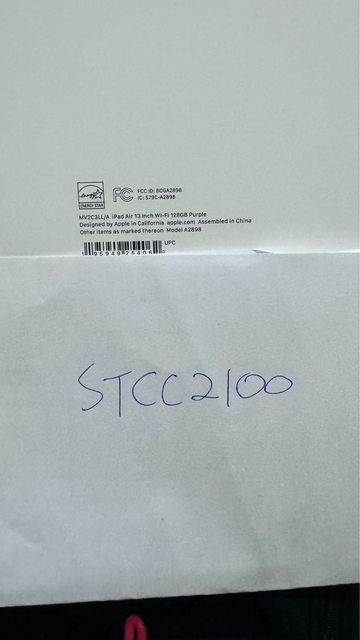 ENERGY STAR
FCC ID: BCGA2898
IC: 579C-A2898
MV2C3LL/A iPad Air 13 Inch Wi-Fi 128GB Purple
Designed by Apple in California apple.com Assembled in China
Other items as marked thereon Model A2898
UPC
STCC2100